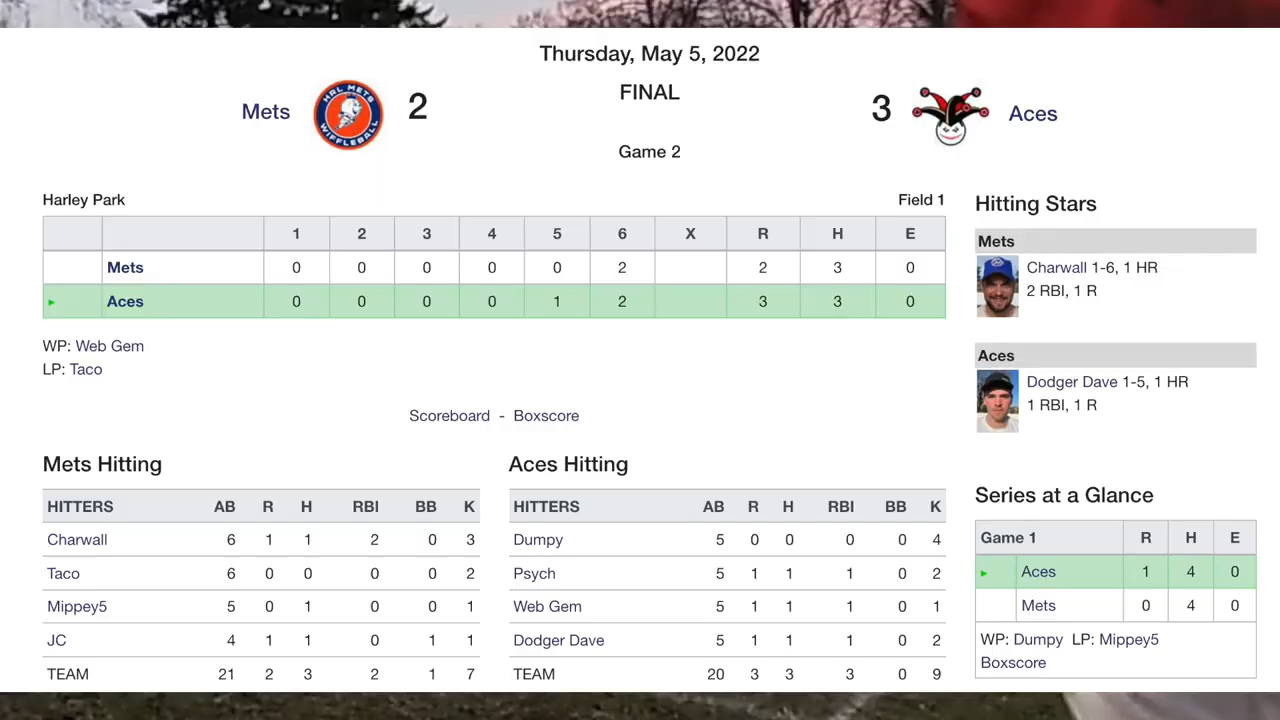 Thursday, May 5, 2022
Mets HRL METS WIFFLEBALL 2 FINAL 3 Aces
Game 2
Harley Park Field 1
1 2 3 4 5 6 X R H E
Mets 0 0 0 0 0 2 2 3 0
Aces 0 0 0 0 1 2 3 3 0
WP: Web Gem
LP: Taco
Scoreboard - Boxscore
Hitting Stars
Mets
Charwall 1-6, 1 HR
2 RBI, 1 R
Aces
Dodger Dave 1-5, 1 HR
1 RBI, 1 R
Mets Hitting
HITTERS AB R H RBI BB K
Charwall 6 1 1 2 0 3
Taco 6 0 0 0 0 2
Mippey5 5 0 1 0 0 1
JC 4 1 1 0 1 1
TEAM 21 2 3 2 1 7
Aces Hitting
HITTERS AB R H RBI BB K
Dumpy 5 0 0 0 0 4
Psych 5 1 1 1 0 2
Web Gem 5 1 1 1 0 1
Dodger Dave 5 1 1 1 0 2
TEAM 20 3 3 3 0 9
Series at a Glance
Game 1 R H E
Aces 1 4 0
Mets 0 4 0
WP: Dumpy LP: Mippey5
Boxscore